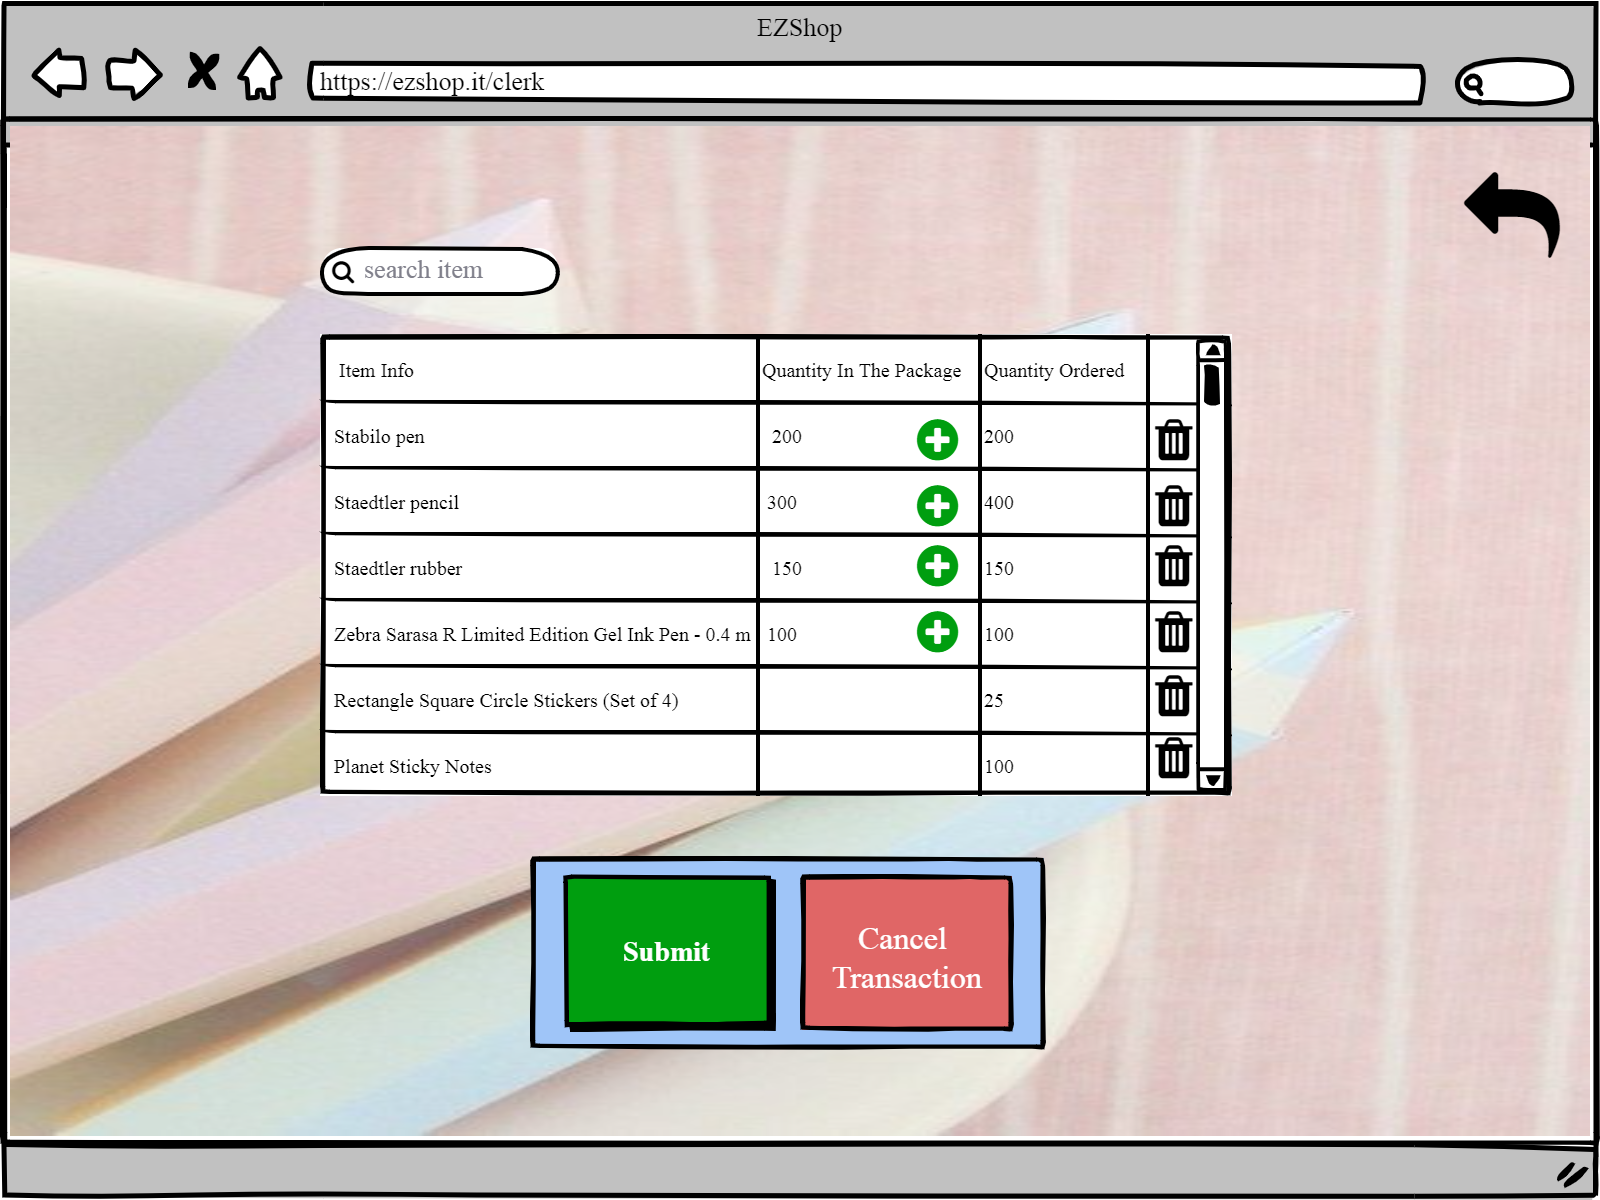 EZShop
https://ezshop.it/clerk
search item
Item Info Quantity In The Package Quantity Ordered
Stabilo pen 200 200
Staedtler pencil 300 400
Staedtler rubber 150 150
Zebra Sarasa R Limited Edition Gel Ink Pen - 0.4 m 100 100
Rectangle Square Circle Stickers (Set of 4) 25
Planet Sticky Notes 100
Submit
Cancel
Transaction